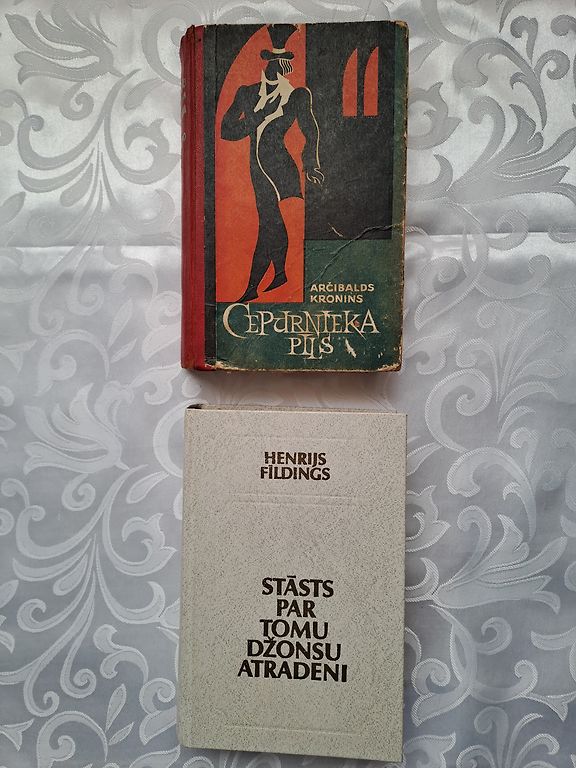 ARČIBALDS
KRONINS
CEPURNIEKA
PILS
HENRIJS
FĪLDINGS
STĀSTS
PAR
TOMU
DŽONSU
ATRADENI